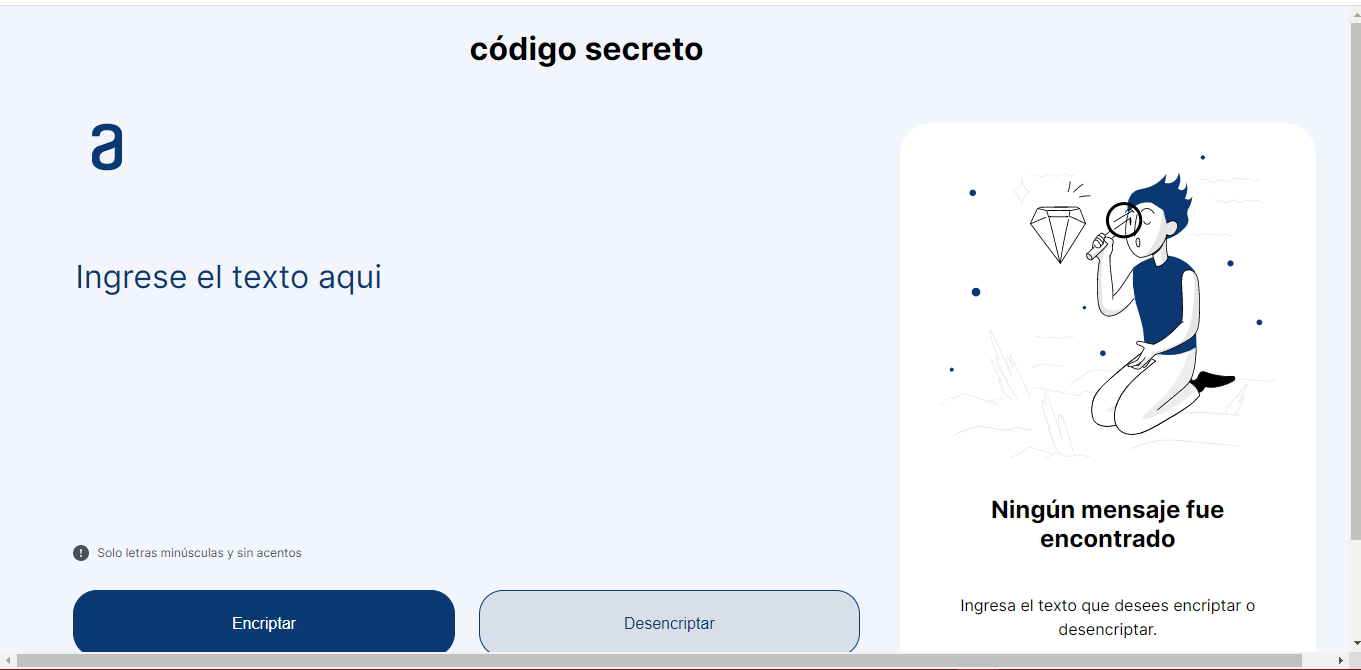 código secreto
a
Ingrese el texto aqui
Solo letras minúsculas y sin acentos
Encriptar
Desencriptar
Ningún mensaje fue
encontrado
Ingresa el texto que desees encriptar o
desencriptar.